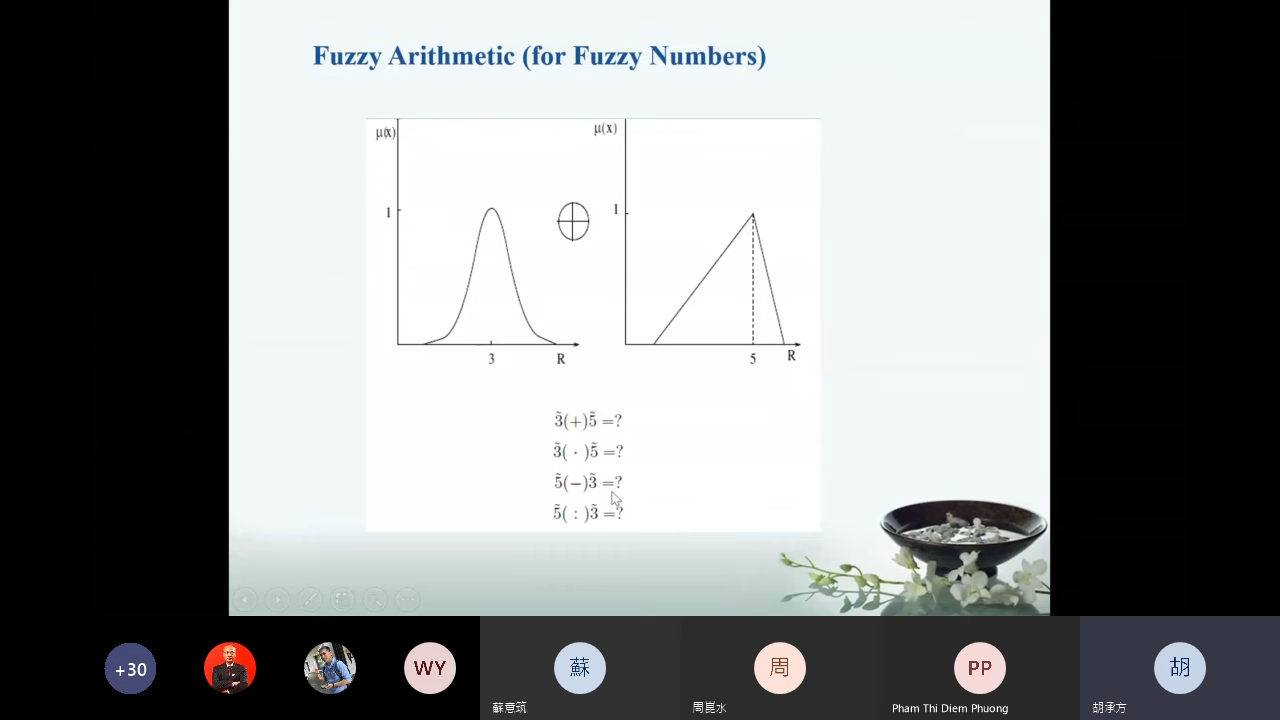 Fuzzy Arithmetic (for Fuzzy Numbers)
μ(x)
μ(x)
1
1
3
R
5
R
3̃(+)5̃ =?
3̃( · )5̃ =?
5̃(−)3̃ =?
5̃( : )3̃ =?
+30
WY
蘇
周
PP
胡
蘇意筑
周崑水
Pham Thi Diem Phuong
胡承方